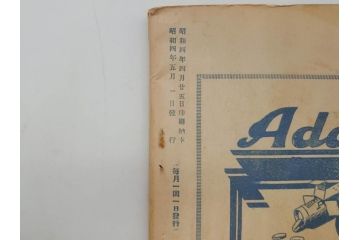 昭和四年四月廿五日印刷納本
昭和四年五月一日發行
毎月一回一日發行
Ada